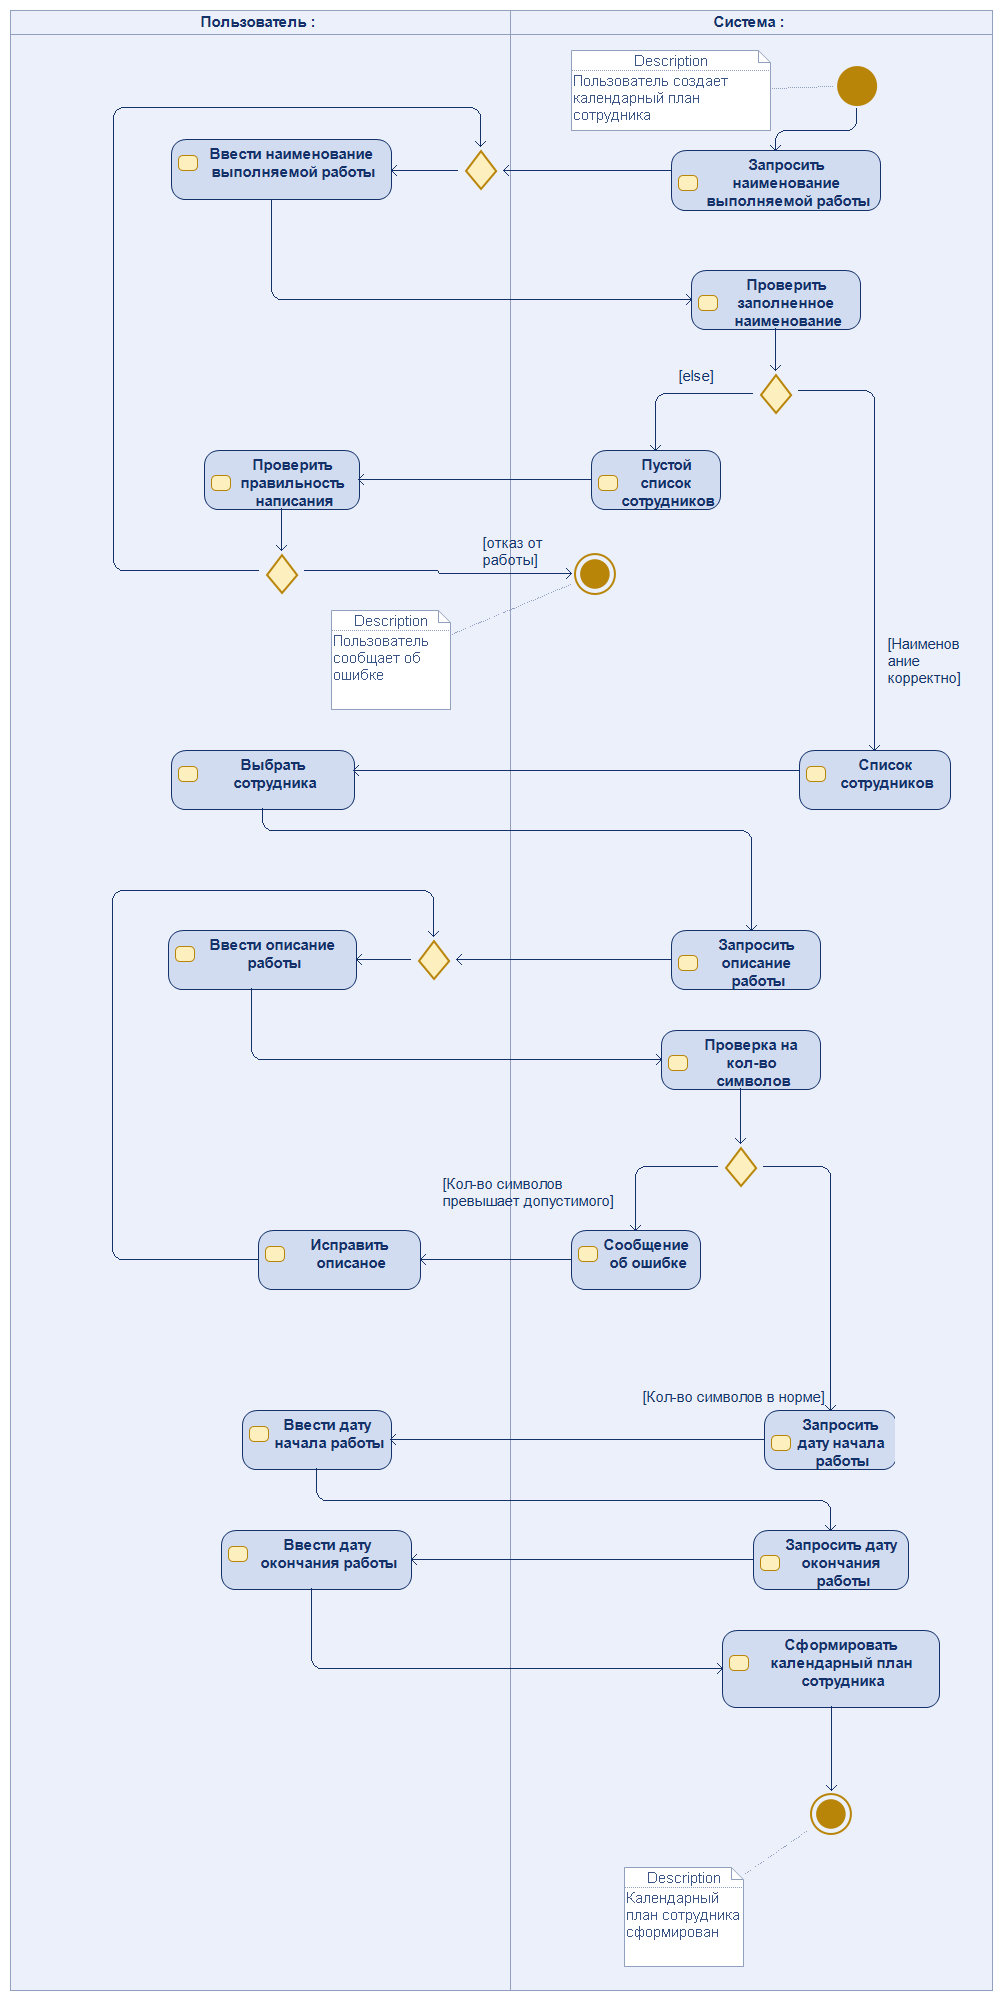 Пользователь :
Система :
Description
Пользователь создает
календарный план
сотрудника
Ввести наименование
выполняемой работы
Запросить
наименование
выполняемой работы
Проверить
заполненное
наименование
[else]
Проверить
правильность
написания
Пустой
список
сотрудников
[отказ от
работы]
Description
Пользователь
сообщает об
ошибке
[Наименов
ание
корректно]
Выбрать
сотрудника
Список
сотрудников
Ввести описание
работы
Запросить
описание
работы
Проверка на
кол-во
символов
[Кол-во символов
превышает допустимого]
Исправить
описаное
Сообщение
об ошибке
[Кол-во символов в норме]
Ввести дату
начала работы
Запросить
дату начала
работы
Ввести дату
окончания работы
Запросить дату
окончания
работы
Сформировать
календарный план
сотрудника
Description
Календарный
план сотрудника
сформирован